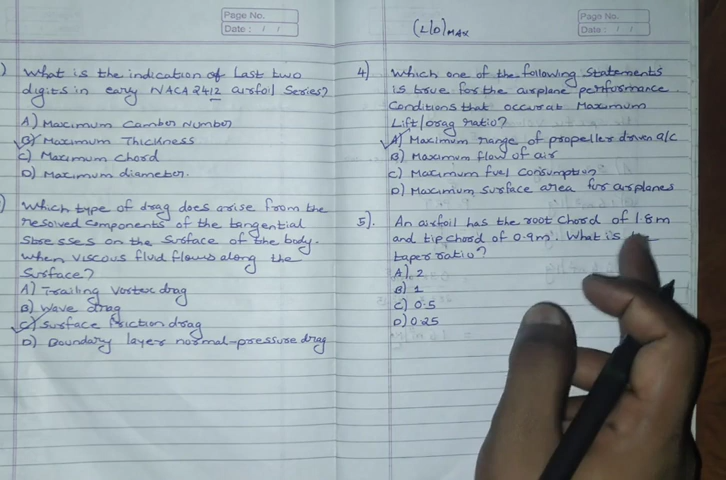 Page No.
Date: / /
) What is the indication of Last two
digits in eary NACA 2412 airfoil Series?
A) Maximum Camber Number
B) Maximum Thickness
C) Maximum chord
D) Maximum diameter.
) Which type of drag does arise from the
resolved components of the tangential
stresses on the surface of the body.
when viscous fluid flows along the
surface?
A) Trailing Vortex drag
B) Wave drag
C) Surface friction drag
D) Boundary layer normal-pressure drag
(L/D)MAX
Page No.
Date: / /
4) Which one of the following statements
is true for the airplane performance
Conditions that occur at Maximum
Lift/drag ratio?
A) Maximum range of propeller driven a/c
B) Maximum flow of air
C) Maximum fuel consumption
D) Maximum surface area for airplanes
5). An airfoil has the root chord of 1.8m
and tip chord of 0.9m. What is
taper ratio?
A) 2
B) 1
C) 0.5
D) 0.25